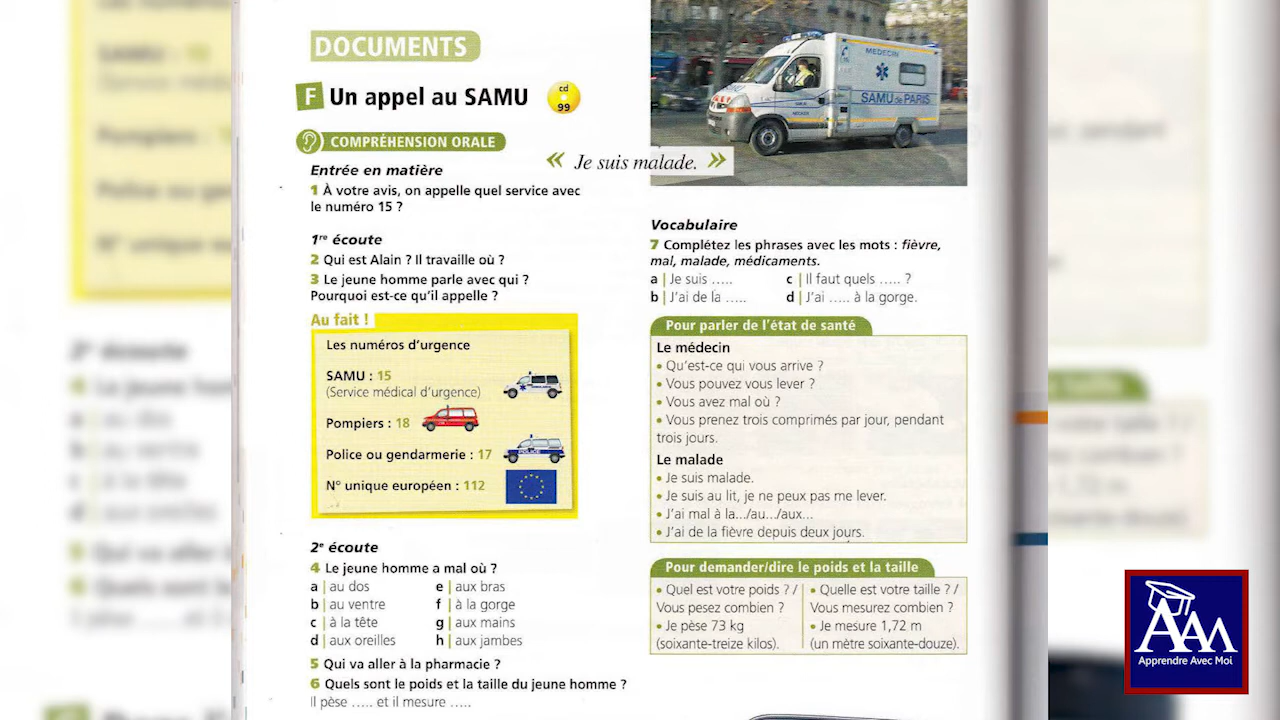 DOCUMENTS
F Un appel au SAMU
cd
99
COMPRÉHENSION ORALE
« Je suis malade. »
Entrée en matière
1 À votre avis, on appelle quel service avec
le numéro 15 ?
1re écoute
2 Qui est Alain ? Il travaille où ?
3 Le jeune homme parle avec qui ?
Pourquoi est-ce qu'il appelle ?
Au fait !
Les numéros d'urgence
SAMU : 15
(Service médical d'urgence)
Pompiers : 18
Police ou gendarmerie : 17
POLICE
N° unique européen : 112
2e écoute
4 Le jeune homme a mal où ?
a | au dos
b | au ventre
c | à la tête
d | aux oreilles
e | aux bras
f | à la gorge
g | aux mains
h | aux jambes
5 Qui va aller à la pharmacie ?
6 Quels sont le poids et la taille du jeune homme ?
Il pèse ..... et il mesure .....
MEDECIN
SAMU de PARIS
Vocabulaire
7 Complétez les phrases avec les mots : fièvre,
mal, malade, médicaments.
a | Je suis .....
b | J'ai de la .....
c | Il faut quels ..... ?
d | J'ai ..... à la gorge.
Pour parler de l'état de santé
Le médecin
• Qu'est-ce qui vous arrive ?
• Vous pouvez vous lever ?
• Vous avez mal où ?
• Vous prenez trois comprimés par jour, pendant
trois jours.
Le malade
• Je suis malade.
• Je suis au lit, je ne peux pas me lever.
• J'ai mal à la.../au.../aux...
• J'ai de la fièvre depuis deux jours.
Pour demander/dire le poids et la taille
• Quel est votre poids ? /
Vous pesez combien ?
• Je pèse 73 kg
(soixante-treize kilos).
• Quelle est votre taille ? /
Vous mesurez combien ?
• Je mesure 1,72 m
(un mètre soixante-douze).
AAM
Apprendre Avec Moi